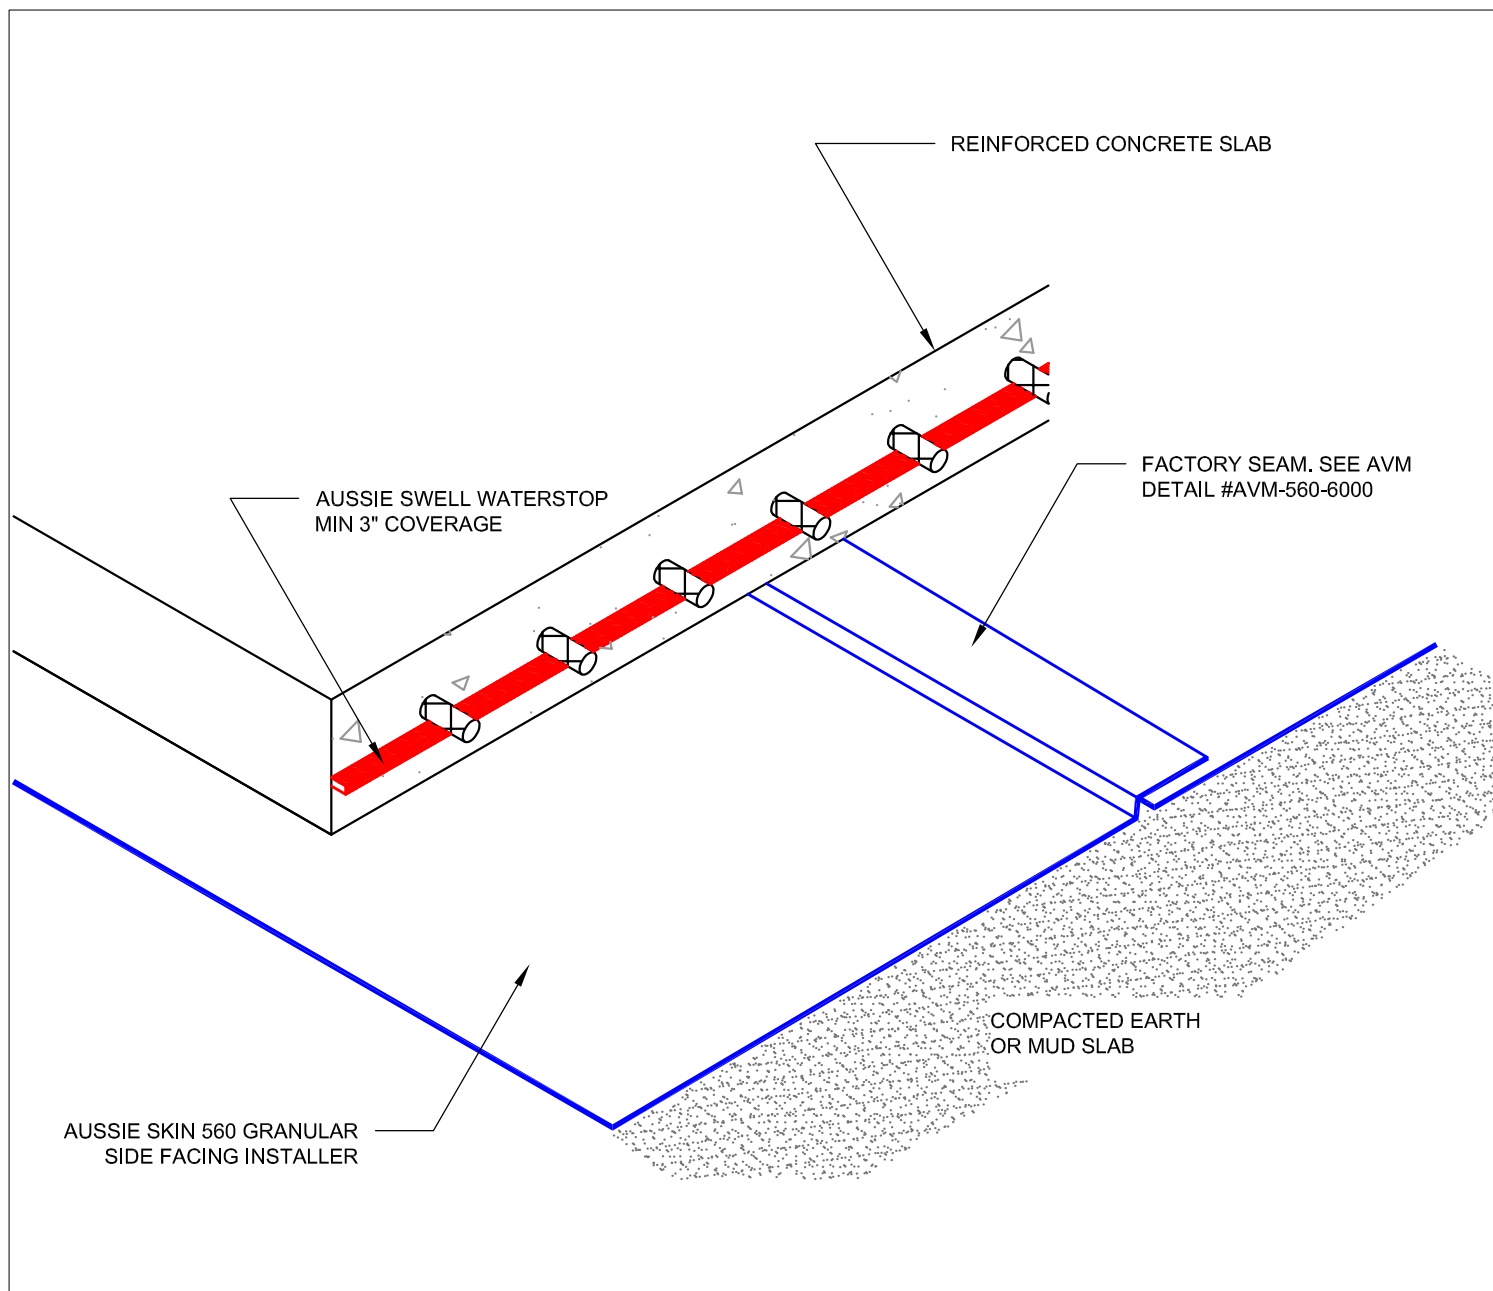 REINFORCED CONCRETE SLAB
FACTORY SEAM. SEE AVM
DETAIL #AVM-560-6000
AUSSIE SWELL WATERSTOP
MIN 3" COVERAGE
COMPACTED EARTH
OR MUD SLAB
AUSSIE SKIN 560 GRANULAR
SIDE FACING INSTALLER